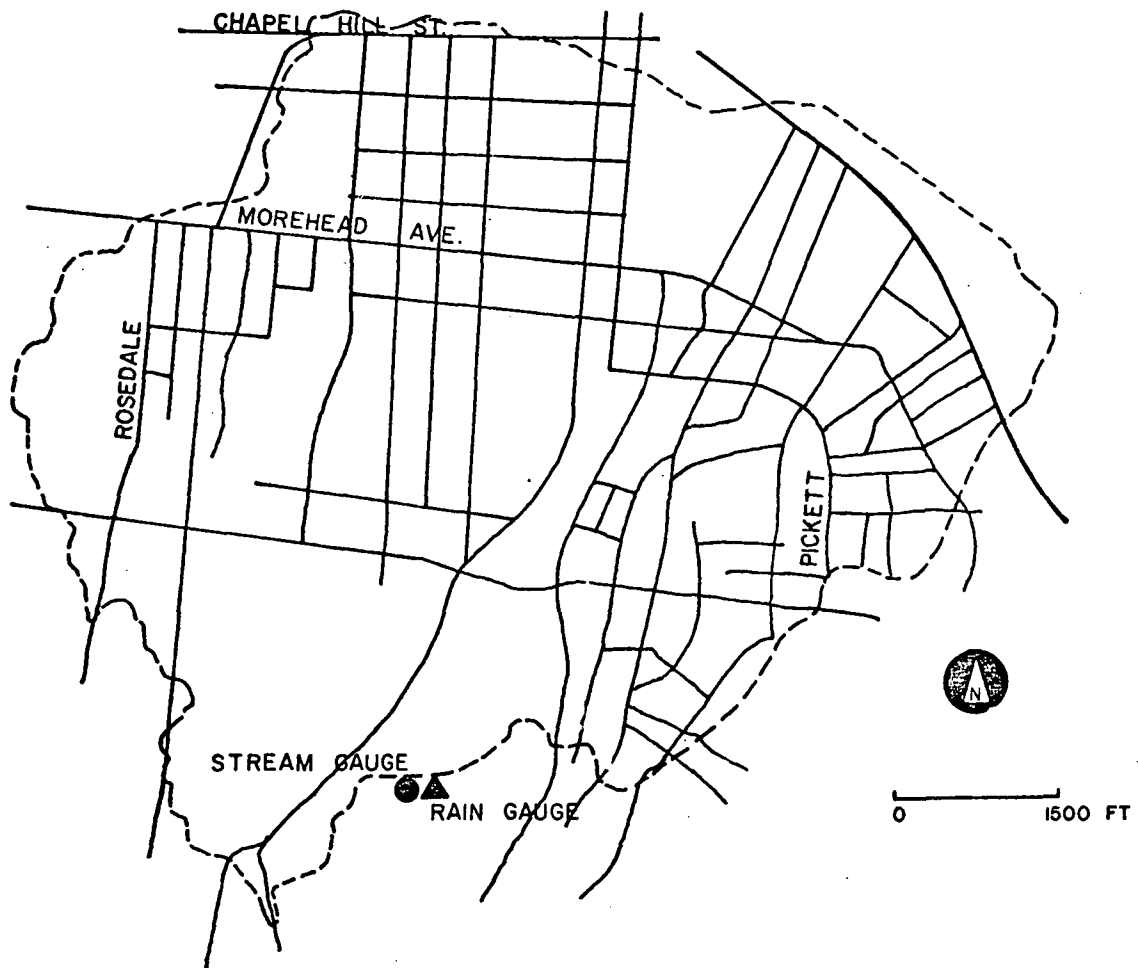 CHAPEL HILL ST.
MOREHEAD AVE.
ROSEDALE
PICKETT
N
STREAM GAUGE
RAIN GAUGE
0 1500 FT